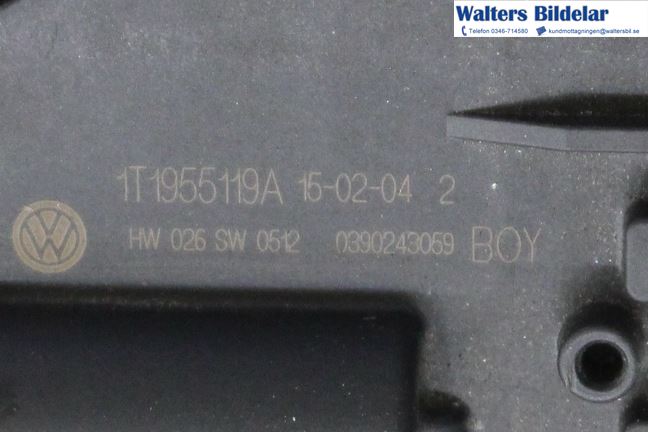 Walters Bildelar
Telefon 0346-714580 kundmottagningen@waltersbil.se
1T1955119A 15-02-04 2
HW 026 SW 0512 0390243059 BOY